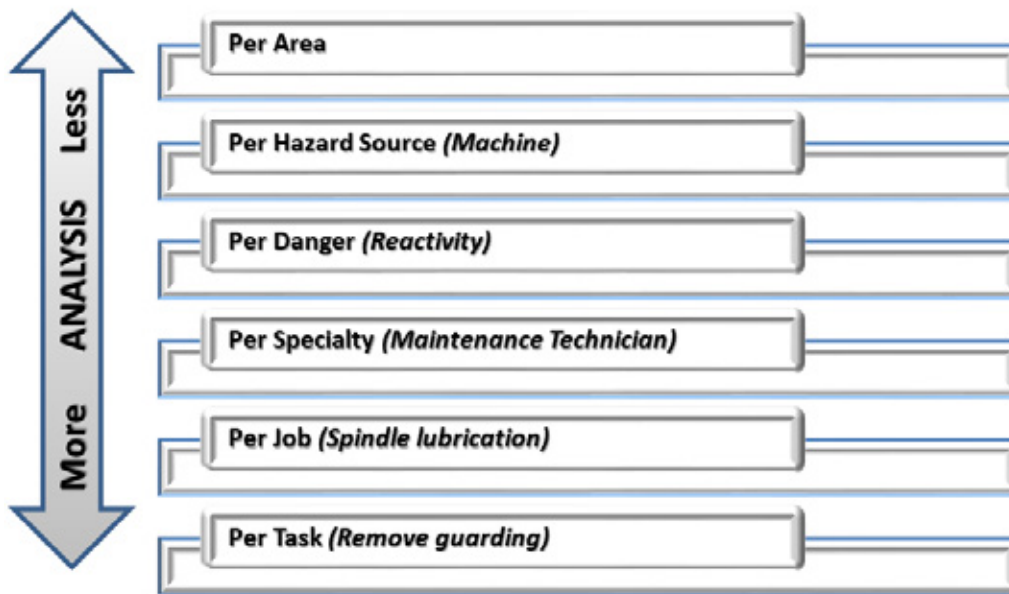 Less
ANALYSIS
More
Per Area
Per Hazard Source (Machine)
Per Danger (Reactivity)
Per Specialty (Maintenance Technician)
Per Job (Spindle lubrication)
Per Task (Remove guarding)